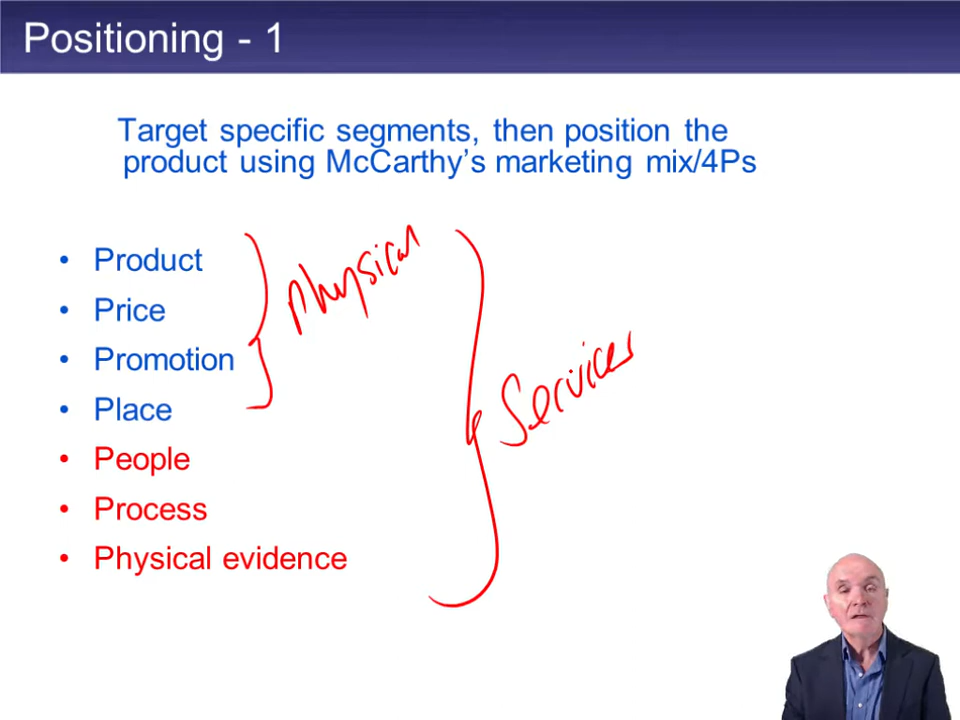 Positioning - 1
Target specific segments, then position the
product using McCarthy's marketing mix/4Ps
• Product
• Price
• Promotion
• Place
• People
• Process
• Physical evidence
Physical
Services